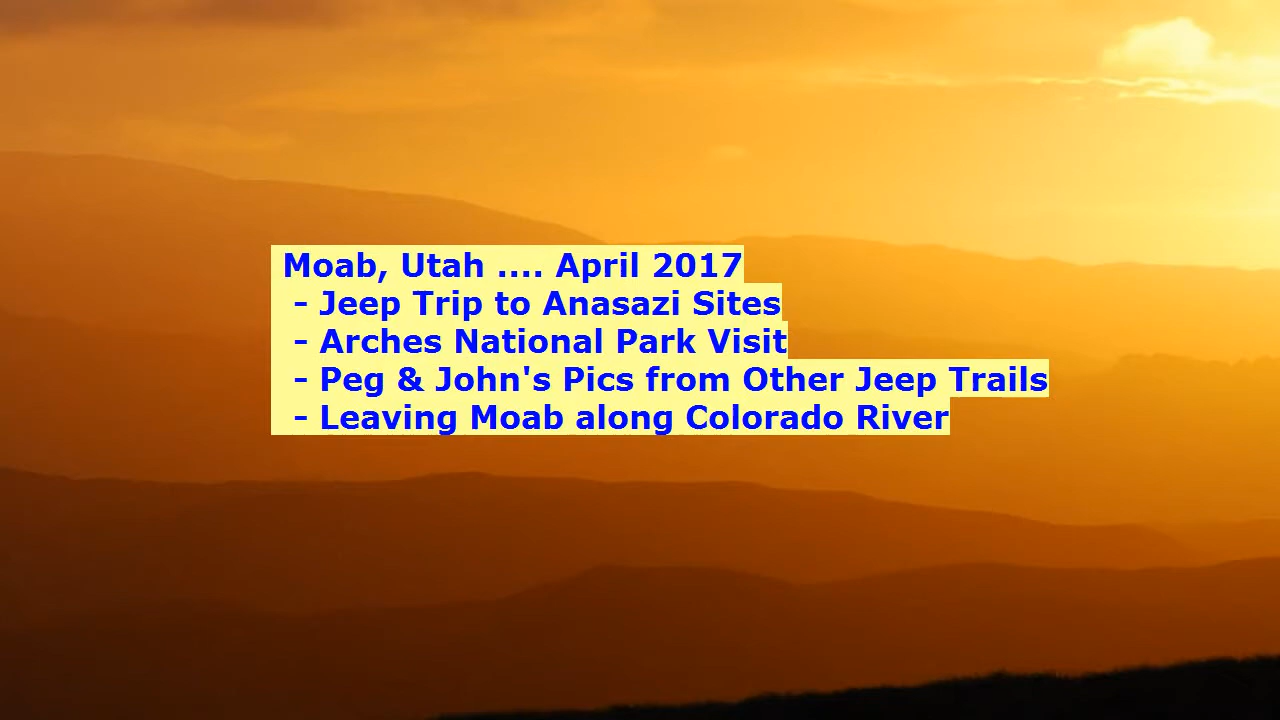 Moab, Utah .... April 2017
- Jeep Trip to Anasazi Sites
- Arches National Park Visit
- Peg & John's Pics from Other Jeep Trails
- Leaving Moab along Colorado River